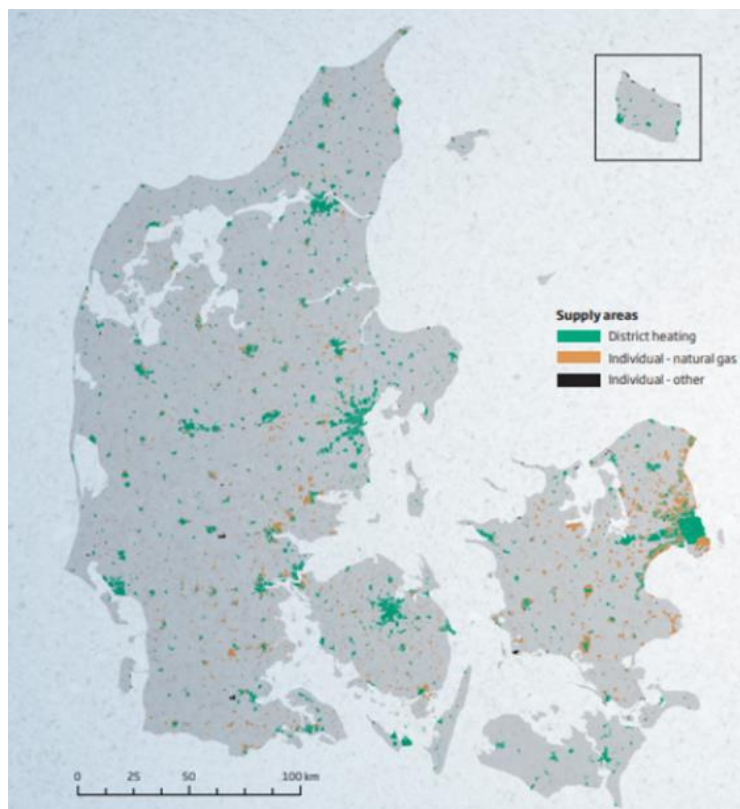 Supply areas
District heating
Individual - natural gas
Individual - other
0 25 50 100 km